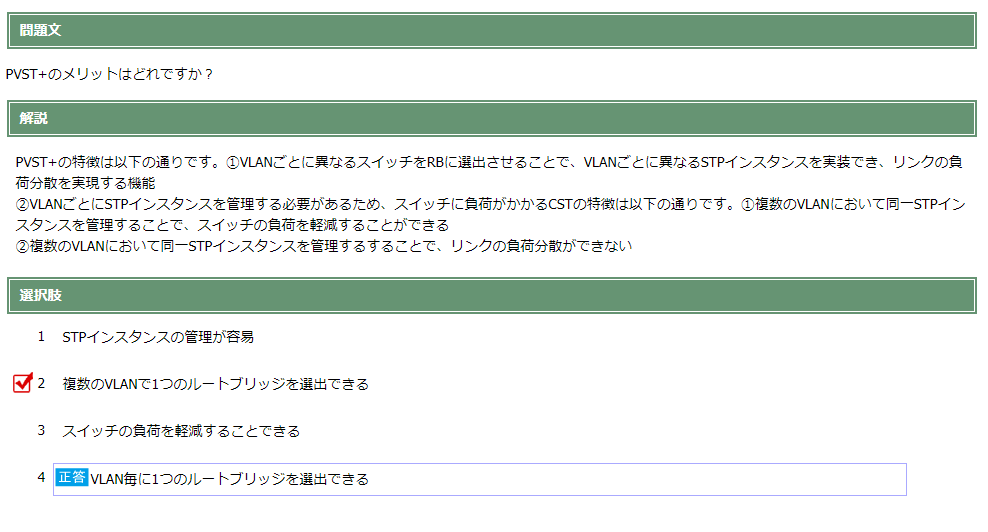 問題文
PVST+のメリットはどれですか？
解説
PVST+の特徴は以下の通りです。①VLANごとに異なるスイッチをRBに選出させることで、VLANごとに異なるSTPインスタンスを実装でき、リンクの負
荷分散を実現する機能
②VLANごとにSTPインスタンスを管理する必要があるため、スイッチに負荷がかかるCSTの特徴は以下の通りです。①複数のVLANにおいて同一STPイン
スタンスを管理することで、スイッチの負荷を軽減することができる
②複数のVLANにおいて同一STPインスタンスを管理するすることで、リンクの負荷分散ができない
選択肢
1 STPインスタンスの管理が容易
2 複数のVLANで1つのルートブリッジを選出できる
3 スイッチの負荷を軽減することできる
4 正答 VLAN毎に1つのルートブリッジを選出できる